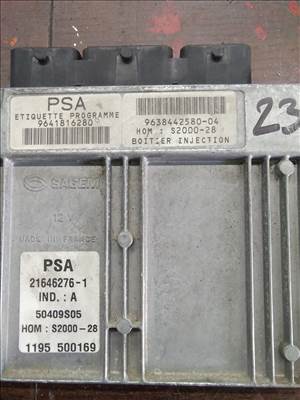 PSA
ETIQUETTE PROGRAMME
9641816280
9638442580-04
HOM : S2000-28
BOITIER INJECTION
23
SAGEM
12 V
MADE IN FRANCE
PSA
21646276-1
IND. : A
50409S05
HOM : S2000-28
1195 500169